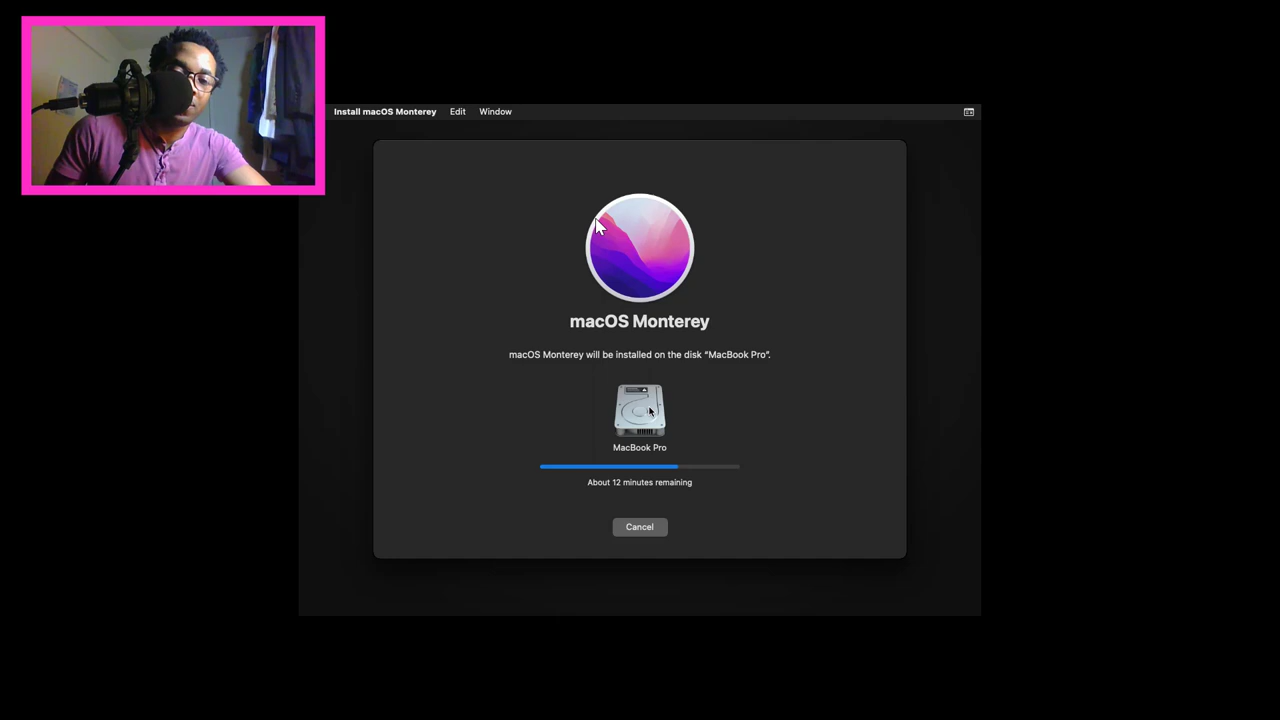 Install macOS Monterey Edit Window
macOS Monterey
macOS Monterey will be installed on the disk “MacBook Pro”.
MacBook Pro
About 12 minutes remaining
Cancel